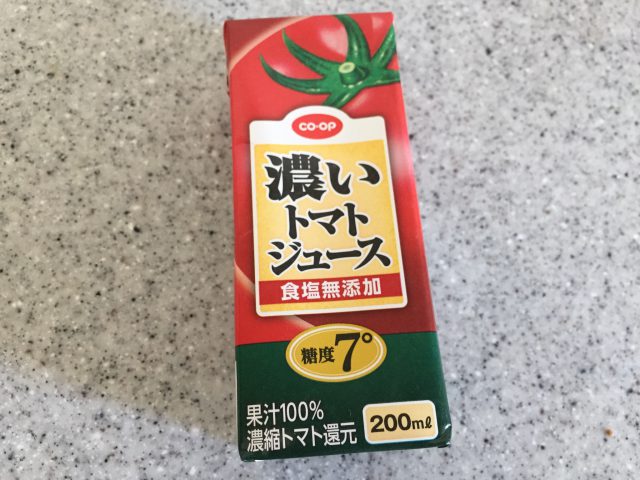 CO·OP
濃い
トマト
ジュース
食塩無添加
糖度7°
果汁100%
濃縮トマト還元
200ml